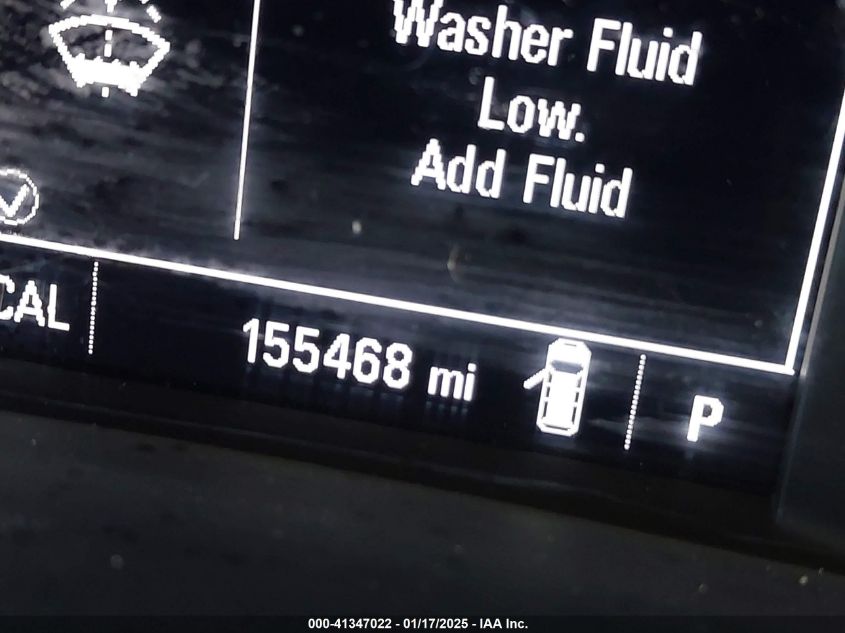 Washer Fluid
Low.
Add Fluid
CAL
155468 mi
P
000-41347022 - 01/17/2025 - IAA Inc.